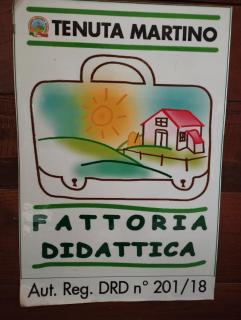 TENUTA MARTINO
FATTORIA
DIDATTICA
Aut. Reg. DRD n° 201/18